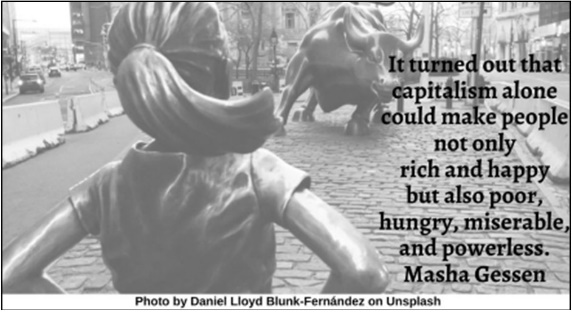 It turned out that
capitalism alone
could make people
not only
rich and happy
but also poor,
hungry, miserable,
and powerless.
Masha Gessen
Photo by Daniel Lloyd Blunk-Fernández on Unsplash